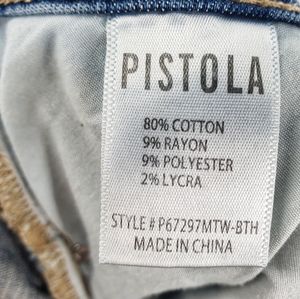 PISTOLA
80% COTTON
9% RAYON
9% POLYESTER
2% LYCRA
STYLE # P67297MTW-BTH
MADE IN CHINA